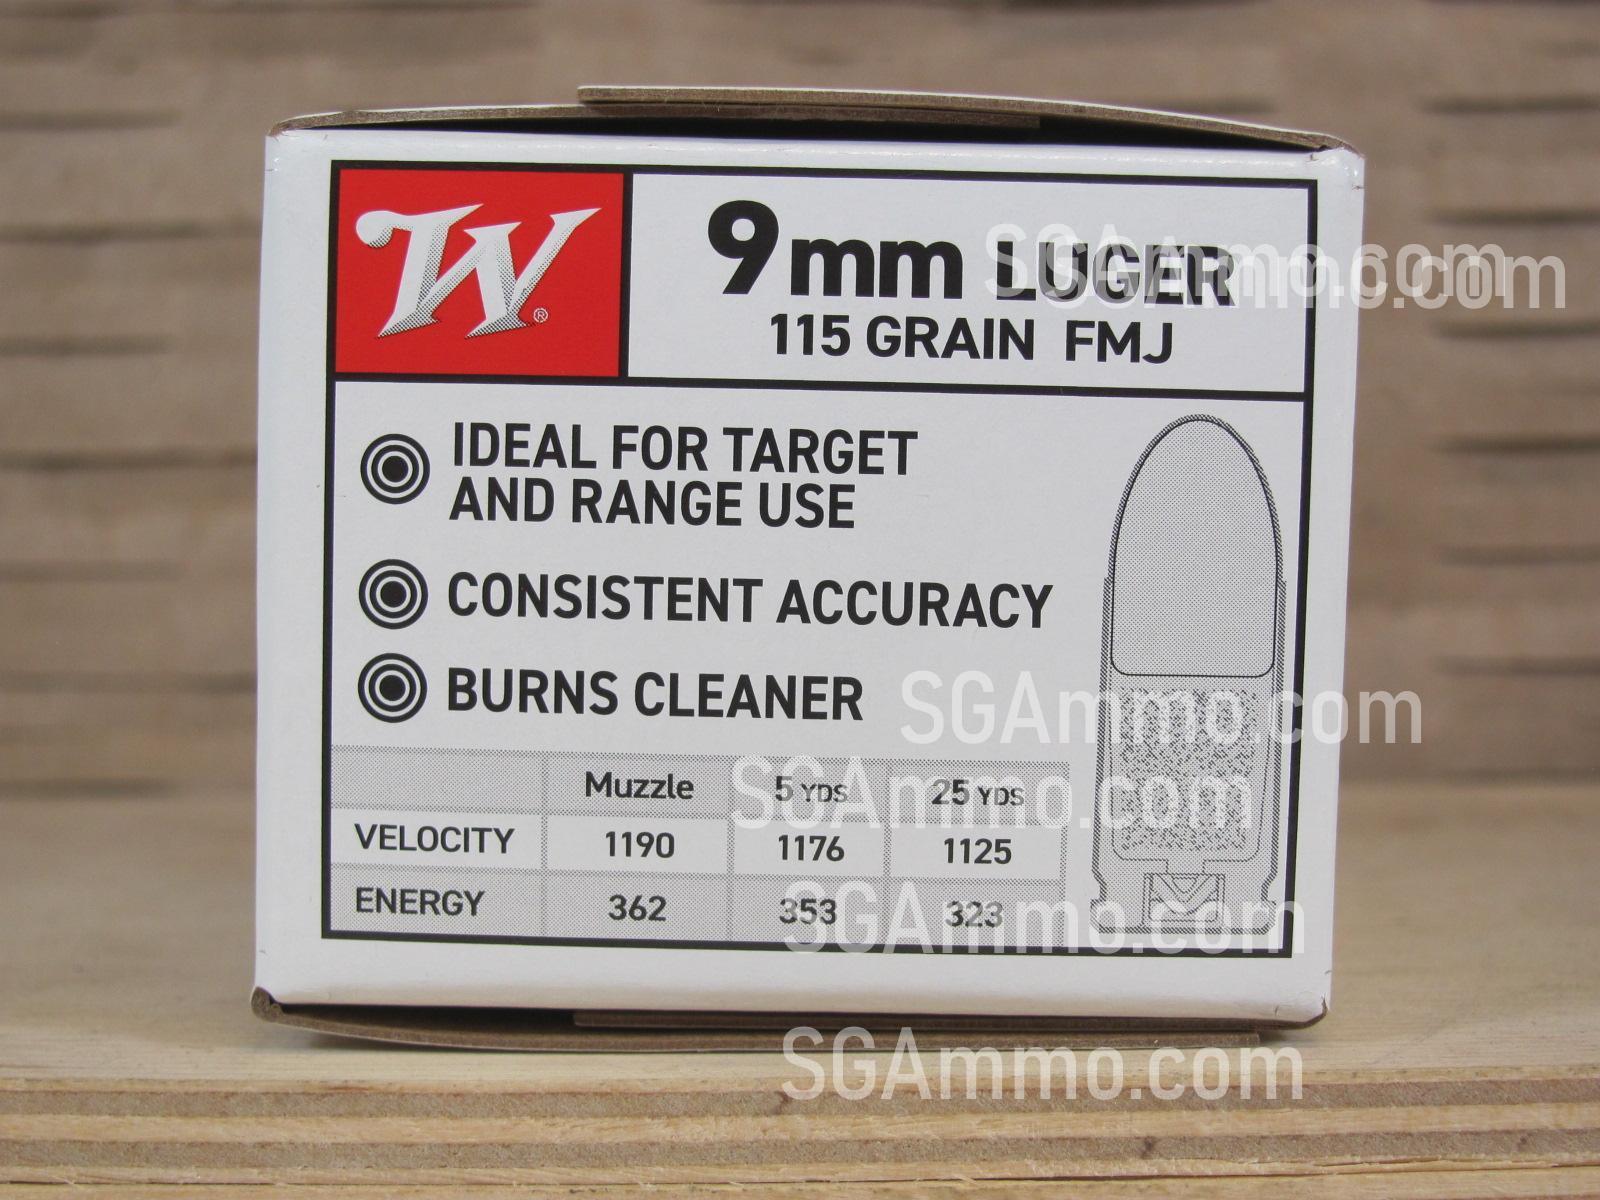 W®
9mm LUGER
115 GRAIN FMJ
IDEAL FOR TARGET
AND RANGE USE
CONSISTENT ACCURACY
BURNS CLEANER
Muzzle 5 YDS 25 YDS
VELOCITY 1190 1176 1125
ENERGY 362 353 323
SGAmmo.com
SGAmmo.com
SGAmmo.com
SGAmmo.com
SGAmmo.com
SGAmmo.com